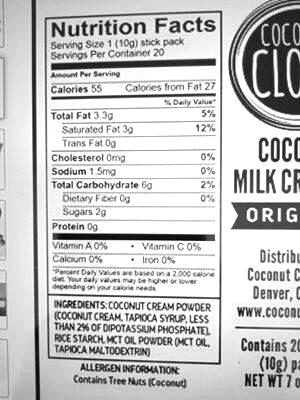 Nutrition Facts
Serving Size 1 (10g) stick pack
Servings Per Container 20
Amount Per Serving
Calories 55 Calories from Fat 27
% Daily Value*
Total Fat 3.3g 5%
Saturated Fat 3g 12%
Trans Fat 0g
Cholesterol 0mg 0%
Sodium 1.5mg 0%
Total Carbohydrate 6g 2%
Dietary Fiber 0g 0%
Sugars 2g
Protein 0g
Vitamin A 0% • Vitamin C 0%
Calcium 0% • Iron 0%
*Percent Daily Values are based on a 2,000 calorie
diet. Your daily values may be higher or lower
depending on your calorie needs.
INGREDIENTS: COCONUT CREAM POWDER
(COCONUT CREAM, TAPIOCA SYRUP, LESS
THAN 2% OF DIPOTASSIUM PHOSPHATE),
RICE STARCH, MCT OIL POWDER (MCT OIL,
TAPIOCA MALTODEXTRIN)
ALLERGEN INFORMATION:
Contains Tree Nuts (Coconut)
COCO
CLO
COCO
MILK CR
ORIG
Distribu
Coconut C
Denver, C
www.cocon
Contains 20
(10g) pa
NET WT 7 o